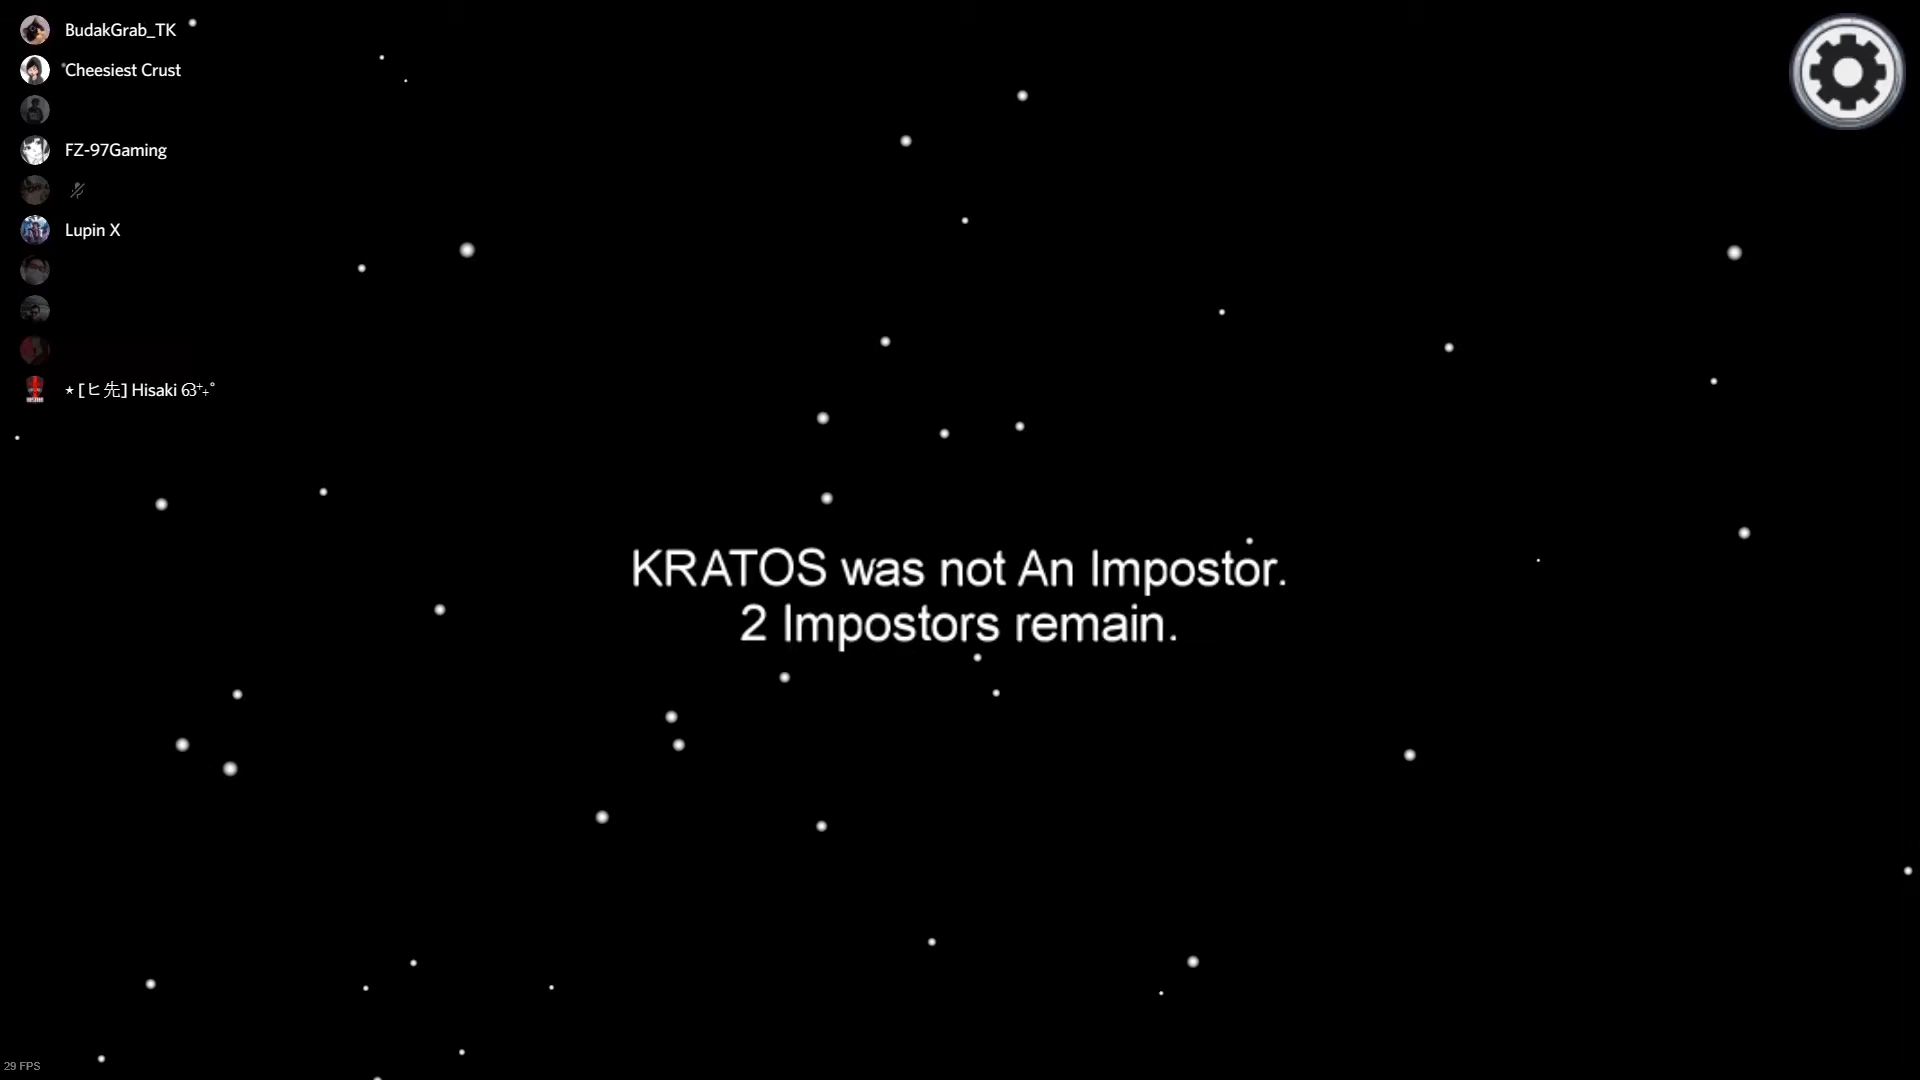 BudakGrab_TK
Cheesiest Crust
FZ-97Gaming
Lupin X
⋆ [ヒ先] Hisaki ଓ⁺₊˚
KRATOS was not An Impostor.
2 Impostors remain.
29 FPS